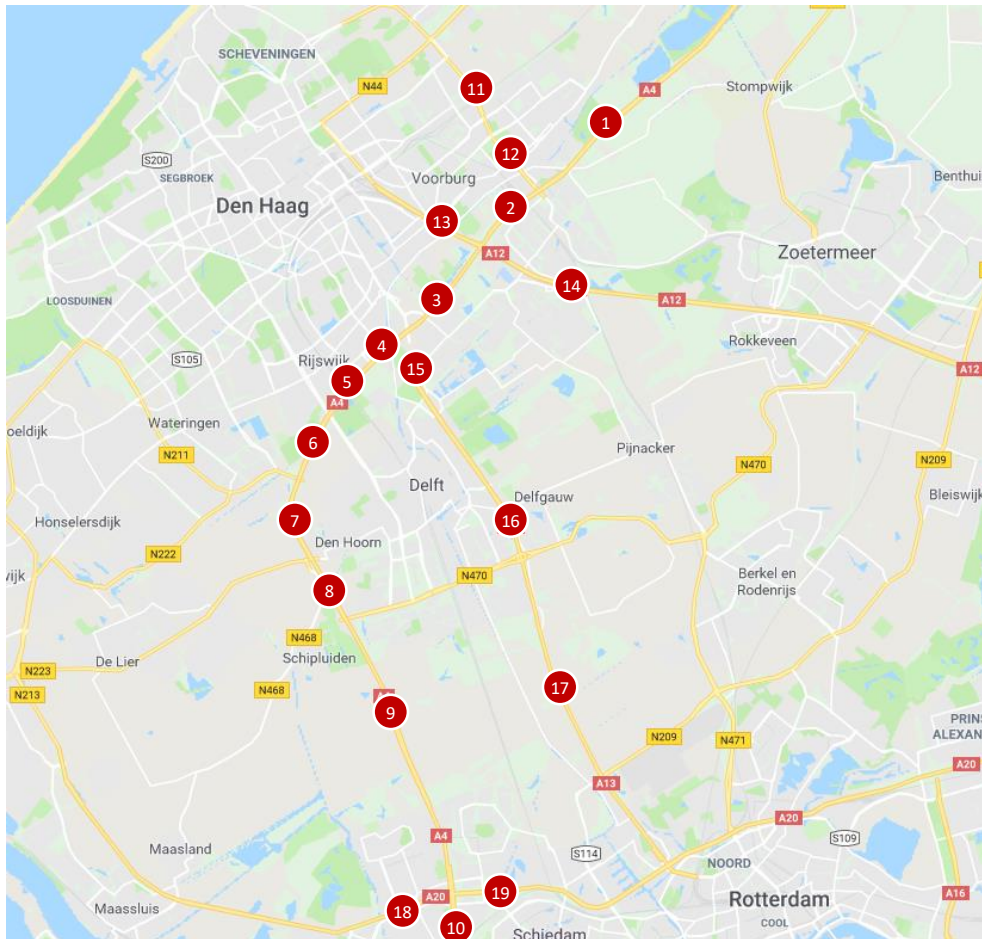 SCHEVENINGEN
N44
11
A4
Stompwijk
1
S200
12
SEGBROEK
Voorburg
Benthui
Den Haag
2
13
A12
Zoetermeer
14
LOOSDUINEN
3
A12
4
Rokkeveen
S105
Rijswijk
15
A12
5
A4
Wateringen
oeldijk
6
N211
Pijnacker
N470
N209
Delft
Bleiswijk
Honselersdijk
7
Delfgauw
16
Den Hoorn
N222
wijk
N470
Berkel en
Rodenrijs
8
N468
De Lier
Schipluiden
N223
N213
N468
17
9
PRINS
ALEXAN
N209
N471
A20
A13
A20
A4
S109
Maasland
S114
NOORD
A20
19
A16
Maassluis
18
Rotterdam
10
COOL
Schiedam